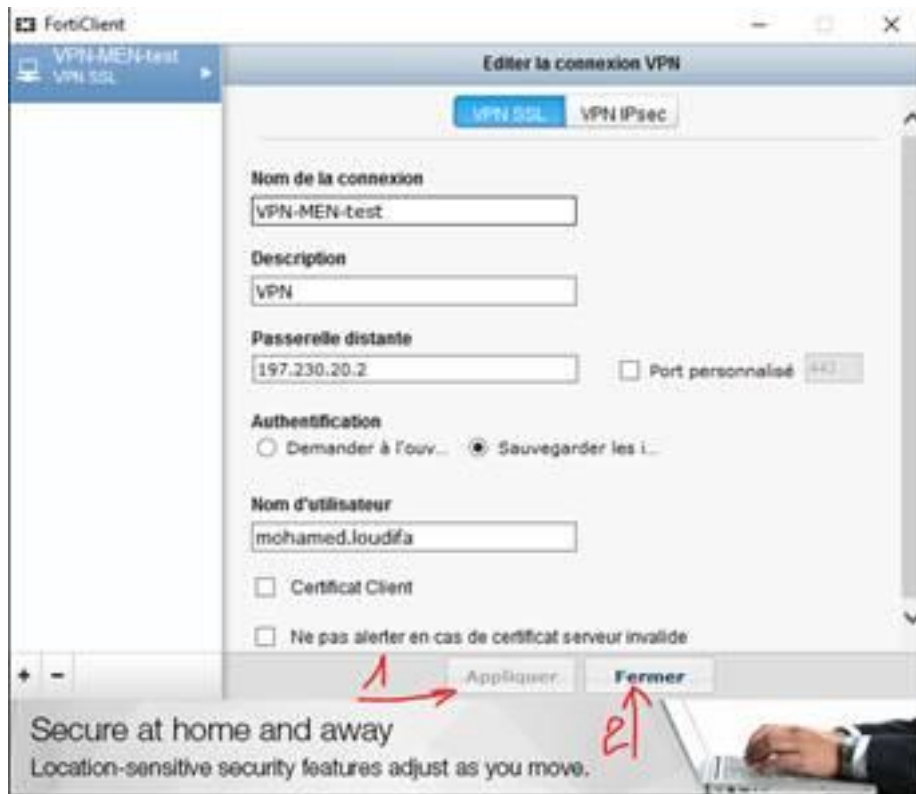 FortiClient
VPN-MEN-test
VPN SSL
Editer la connexion VPN
VPN SSL
VPN IPsec
Nom de la connexion
VPN-MEN-test
Description
VPN
Passerelle distante
197.230.20.2
Port personnalisé
443
Authentification
Demander à l'ouv...
Sauvegarder les i...
Nom d'utilisateur
mohamed.loudifa
Certificat Client
Ne pas alerter en cas de certificat serveur invalide
+ -
1
Appliquer
Fermer
2
Secure at home and away
Location-sensitive security features adjust as you move.